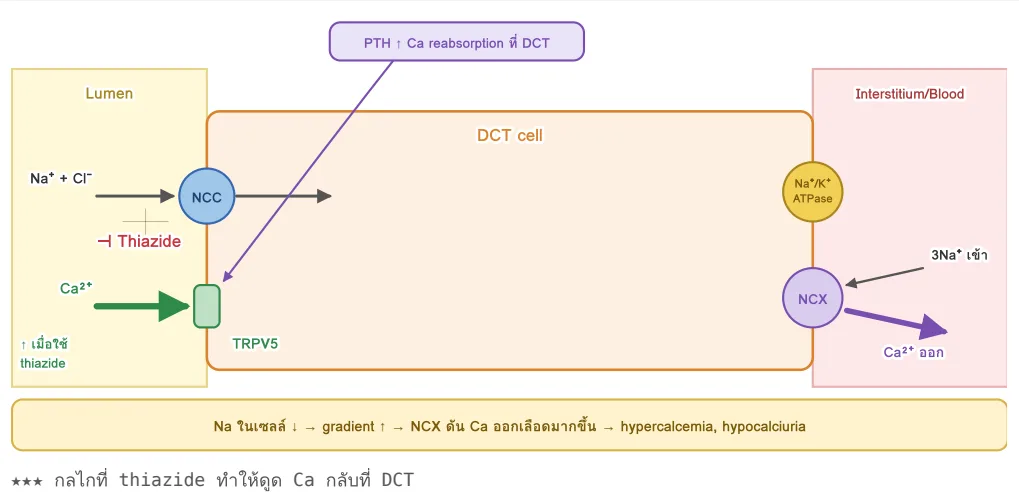 PTH ↑ Ca reabsorption ที่ DCT
Lumen
DCT cell
Interstitium/Blood
Na⁺ + Cl⁻
NCC
Na⁺/K⁺
ATPase
⊣ Thiazide
3Na⁺ เข้า
Ca²⁺
NCX
↑ เมื่อใช้
thiazide
TRPV5
Ca²⁺ ออก
Na ในเซลล์ ↓ → gradient ↑ → NCX ดัน Ca ออกเลือดมากขึ้น → hypercalcemia, hypocalciuria
★★★ กลไกที่ thiazide ทำให้ดูด Ca กลับที่ DCT